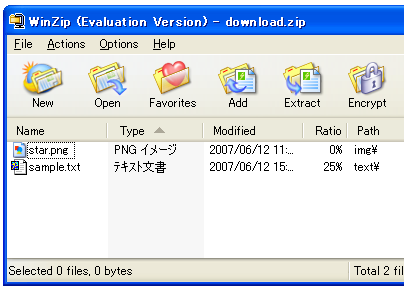 WinZip (Evaluation Version) - download.zip
File Actions Options Help
New Open Favorites Add Extract Encrypt
Name Type Modified Ratio Path
star.png PNG イメージ 2007/06/12 11:... 0% img¥
sample.txt テキスト文書 2007/06/12 15:... 25% text¥
Selected 0 files, 0 bytes Total 2 fil